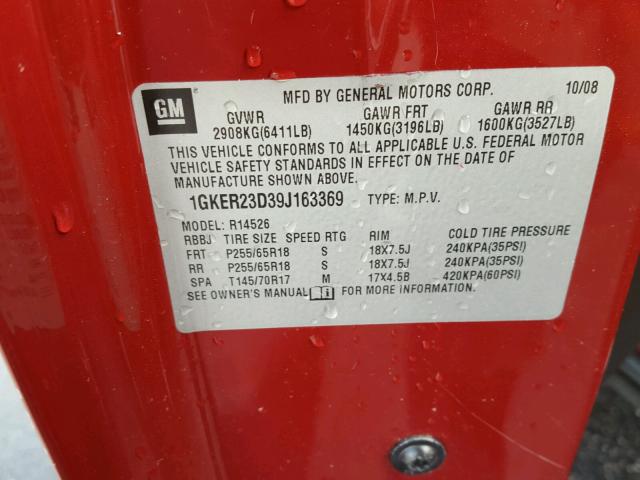 GM
MFD BY GENERAL MOTORS CORP. 10/08
GVWR GAWR FRT GAWR RR
2908KG(6411LB) 1450KG(3196LB) 1600KG(3527LB)
THIS VEHICLE CONFORMS TO ALL APPLICABLE U.S. FEDERAL MOTOR
VEHICLE SAFETY STANDARDS IN EFFECT ON THE DATE OF
MANUFACTURE SHOWN ABOVE.
1GKER23D39J163369 TYPE: M.P.V.
MODEL: R14526
RBBJ TIRE SIZE SPEED RTG RIM COLD TIRE PRESSURE
FRT P255/65R18 S 18X7.5J 240KPA(35PSI)
RR P255/65R18 S 18X7.5J 240KPA(35PSI)
SPA T145/70R17 M 17X4.5B 420KPA(60PSI)
SEE OWNER'S MANUAL FOR MORE INFORMATION.